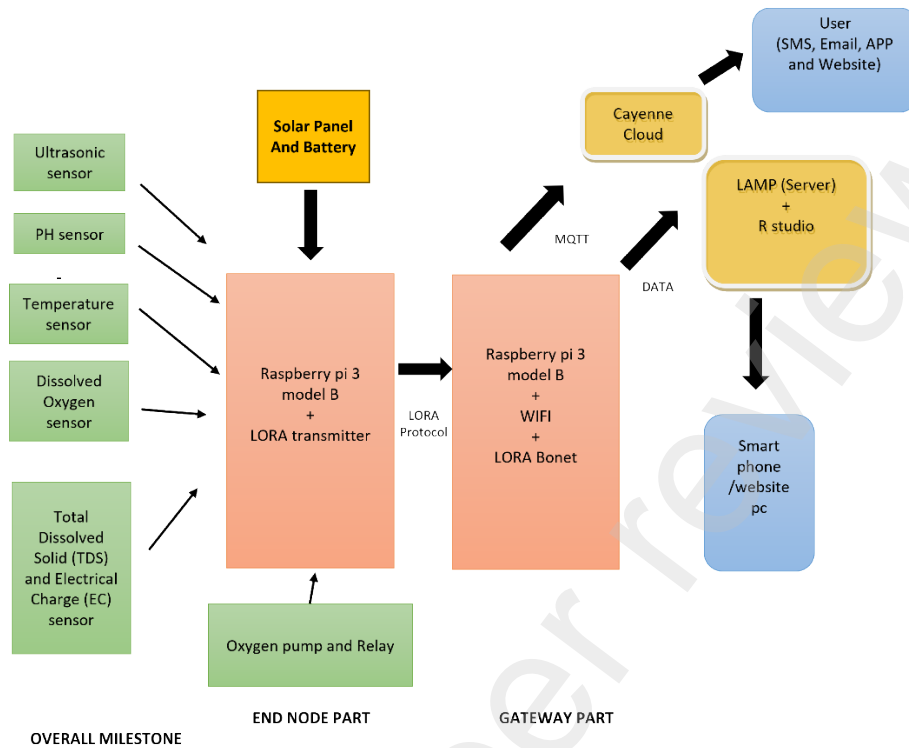 User
(SMS, Email, APP
and Website)
Cayenne
Cloud
Solar Panel
And Battery
Ultrasonic
sensor
LAMP (Server)
+
R studio
PH sensor
MQTT
-
DATA
Temperature
sensor
Dissolved
Oxygen
sensor
Raspberry pi 3
model B
+
LORA transmitter
LORA
Protocol
Raspberry pi 3
model B
+
WIFI
+
LORA Bonet
Smart
phone
/website
pc
Total
Dissolved
Solid (TDS)
and Electrical
Charge (EC)
sensor
Oxygen pump and Relay
END NODE PART
GATEWAY PART
OVERALL MILESTONE
er review